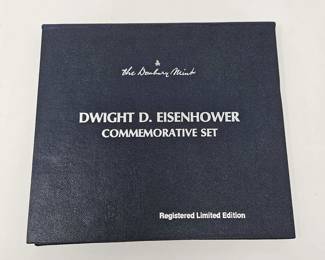 the Danbury Mint
DWIGHT D. EISENHOWER
COMMEMORATIVE SET
Registered Limited Edition